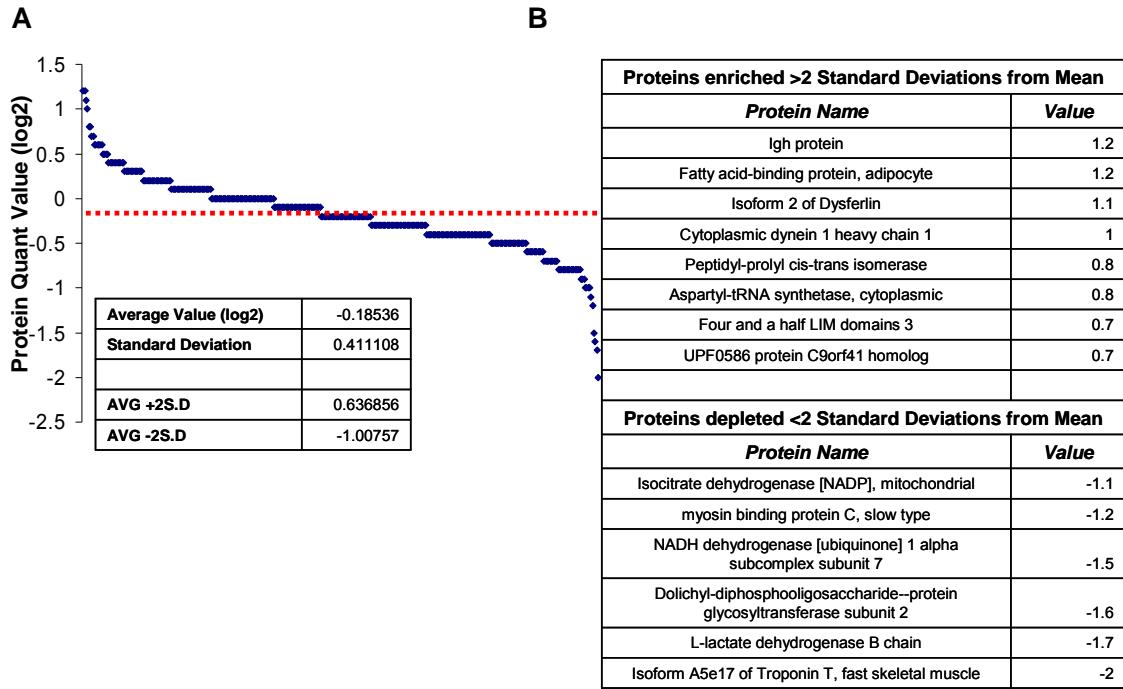 A
B
Protein Quant Value (log2)
1.5
1
0.5
0
-0.5
-1
-1.5
-2
-2.5
Average Value (log2) -0.18536
Standard Deviation 0.411108
AVG +2S.D 0.636856
AVG -2S.D -1.00757
Proteins enriched >2 Standard Deviations from Mean
Protein Name Value
Igh protein 1.2
Fatty acid-binding protein, adipocyte 1.2
Isoform 2 of Dysferlin 1.1
Cytoplasmic dynein 1 heavy chain 1 1
Peptidyl-prolyl cis-trans isomerase 0.8
Aspartyl-tRNA synthetase, cytoplasmic 0.8
Four and a half LIM domains 3 0.7
UPF0586 protein C9orf41 homolog 0.7
Proteins depleted <2 Standard Deviations from Mean
Protein Name Value
Isocitrate dehydrogenase [NADP], mitochondrial -1.1
myosin binding protein C, slow type -1.2
NADH dehydrogenase [ubiquinone] 1 alpha
subcomplex subunit 7 -1.5
Dolichyl-diphosphooligosaccharide--protein
glycosyltransferase subunit 2 -1.6
L-lactate dehydrogenase B chain -1.7
Isoform A5e17 of Troponin T, fast skeletal muscle -2